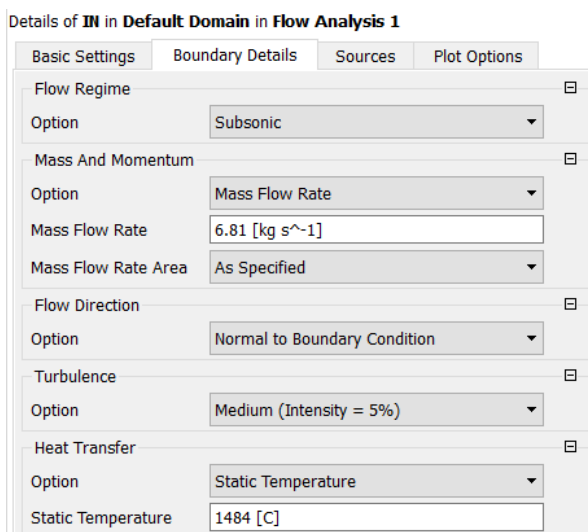 Details of IN in Default Domain in Flow Analysis 1
Basic Settings Boundary Details Sources Plot Options
Flow Regime
Option Subsonic
Mass And Momentum
Option Mass Flow Rate
Mass Flow Rate 6.81 [kg s^-1]
Mass Flow Rate Area As Specified
Flow Direction
Option Normal to Boundary Condition
Turbulence
Option Medium (Intensity = 5%)
Heat Transfer
Option Static Temperature
Static Temperature 1484 [C]